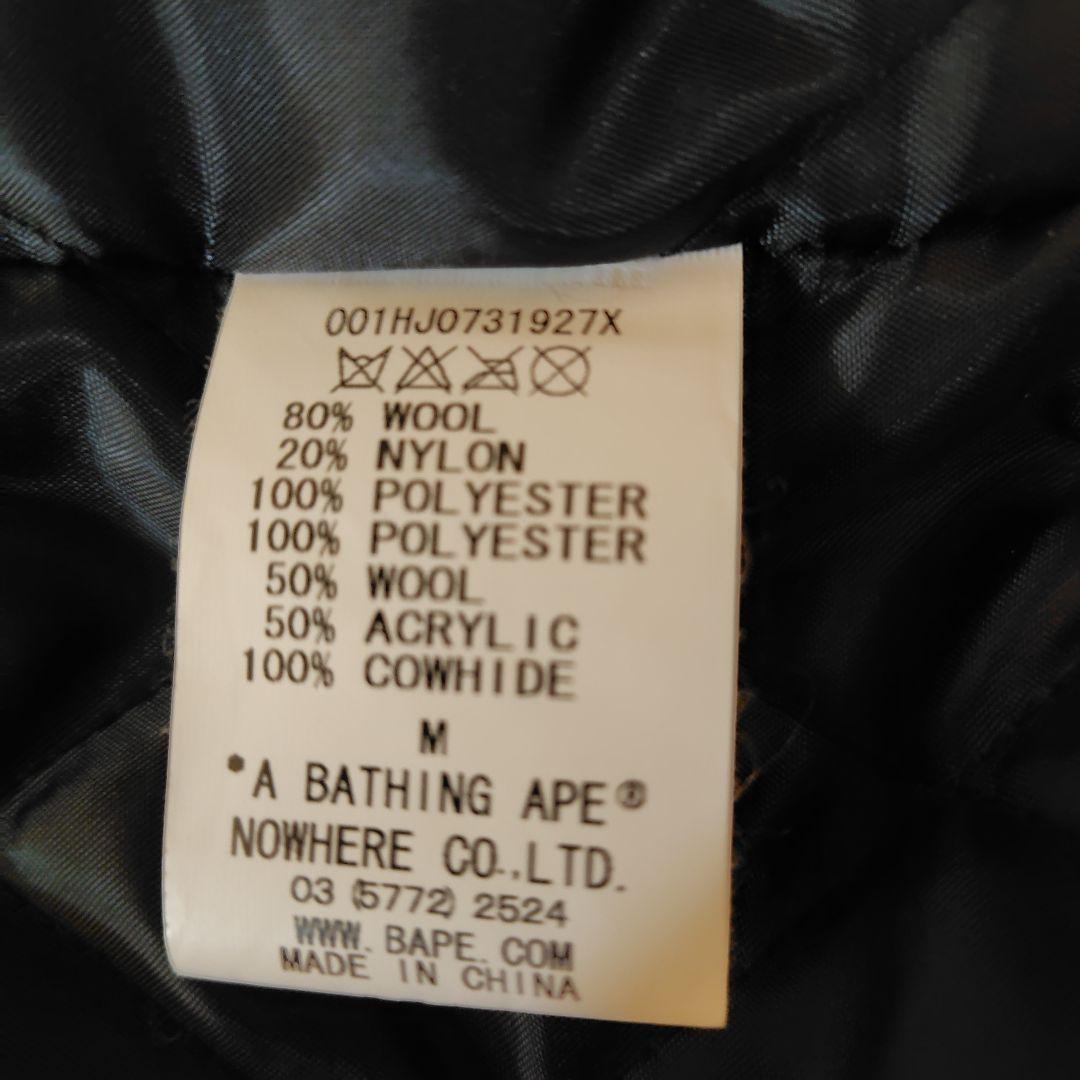 001HJ0731927X
80% WOOL
20% NYLON
100% POLYESTER
100% POLYESTER
50% WOOL
50% ACRYLIC
100% COWHIDE
M
*A BATHING APE®
NOWHERE CO.,LTD.
03 (5772) 2524
WWW.BAPE.COM
MADE IN CHINA